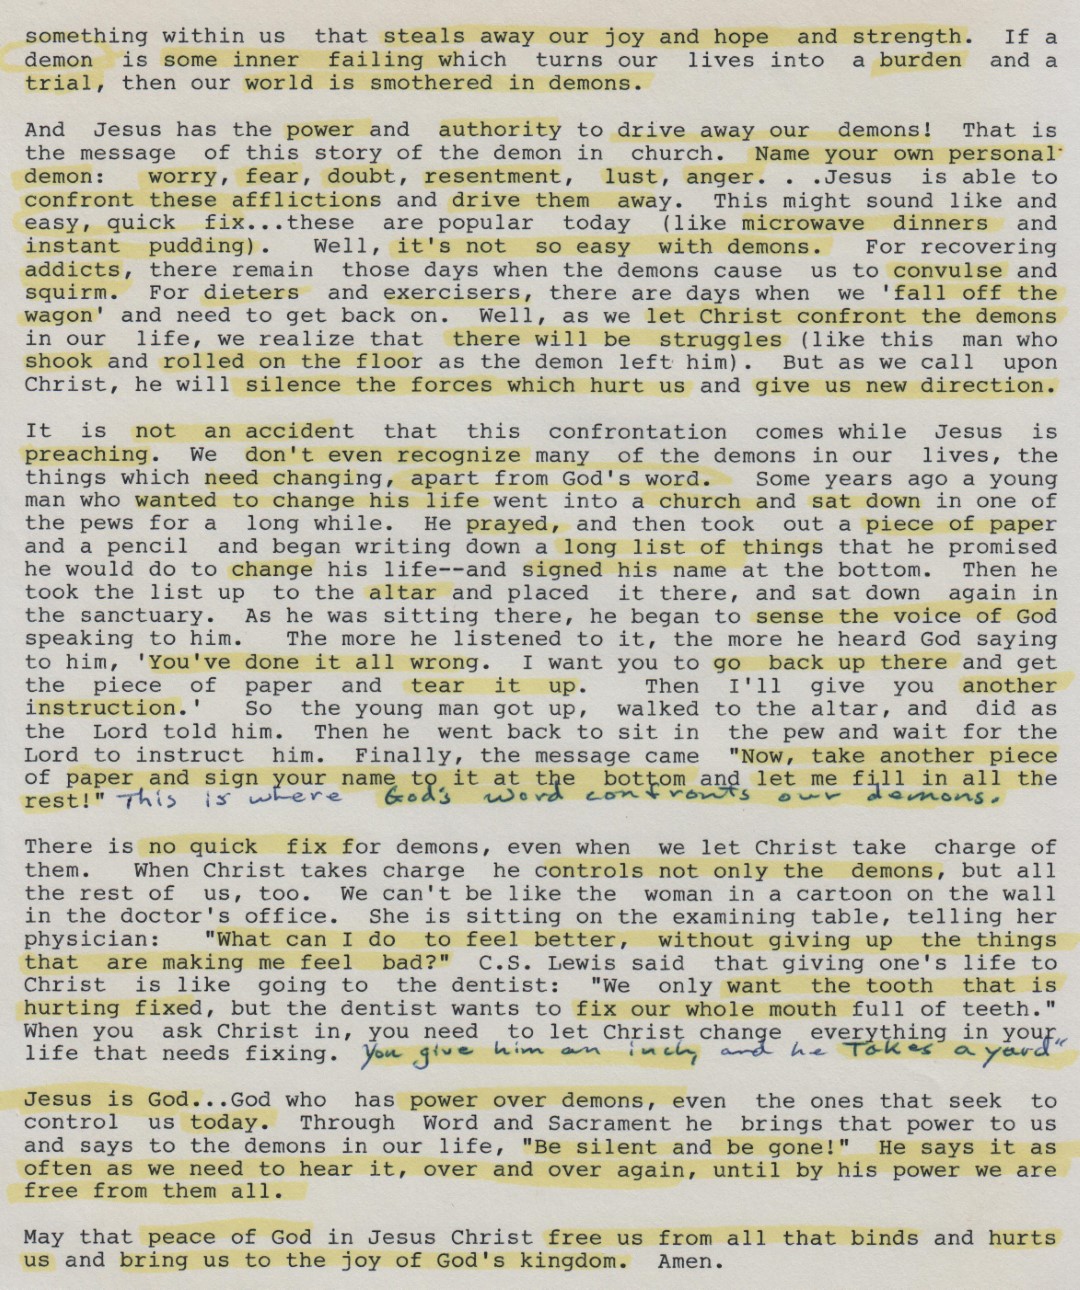 something within us that steals away our joy and hope and strength. If a
demon is some inner failing which turns our lives into a burden and a
trial, then our world is smothered in demons.
And Jesus has the power and authority to drive away our demons! That is
the message of this story of the demon in church. Name your own personal
demon: worry, fear, doubt, resentment, lust, anger. . .Jesus is able to
confront these afflictions and drive them away. This might sound like and
easy, quick fix...these are popular today (like microwave dinners and
instant pudding). Well, it's not so easy with demons. For recovering
addicts, there remain those days when the demons cause us to convulse and
squirm. For dieters and exercisers, there are days when we 'fall off the
wagon' and need to get back on. Well, as we let Christ confront the demons
in our life, we realize that there will be struggles (like this man who
shook and rolled on the floor as the demon left him). But as we call upon
Christ, he will silence the forces which hurt us and give us new direction.
It is not an accident that this confrontation comes while Jesus is
preaching. We don't even recognize many of the demons in our lives, the
things which need changing, apart from God's word. Some years ago a young
man who wanted to change his life went into a church and sat down in one of
the pews for a long while. He prayed, and then took out a piece of paper
and a pencil and began writing down a long list of things that he promised
he would do to change his life--and signed his name at the bottom. Then he
took the list up to the altar and placed it there, and sat down again in
the sanctuary. As he was sitting there, he began to sense the voice of God
speaking to him. The more he listened to it, the more he heard God saying
to him, 'You've done it all wrong. I want you to go back up there and get
the piece of paper and tear it up. Then I'll give you another
instruction.' So the young man got up, walked to the altar, and did as
the Lord told him. Then he went back to sit in the pew and wait for the
Lord to instruct him. Finally, the message came "Now, take another piece
of paper and sign your name to it at the bottom and let me fill in all the
rest!" This is where God's word confronts our demons.
There is no quick fix for demons, even when we let Christ take charge of
them. When Christ takes charge he controls not only the demons, but all
the rest of us, too. We can't be like the woman in a cartoon on the wall
in the doctor's office. She is sitting on the examining table, telling her
physician: "What can I do to feel better, without giving up the things
that are making me feel bad?" C.S. Lewis said that giving one's life to
Christ is like going to the dentist: "We only want the tooth that is
hurting fixed, but the dentist wants to fix our whole mouth full of teeth."
When you ask Christ in, you need to let Christ change everything in your
life that needs fixing. You give him an inch, and he Takes a yard"
Jesus is God...God who has power over demons, even the ones that seek to
control us today. Through Word and Sacrament he brings that power to us
and says to the demons in our life, "Be silent and be gone!" He says it as
often as we need to hear it, over and over again, until by his power we are
free from them all.
May that peace of God in Jesus Christ free us from all that binds and hurts
us and bring us to the joy of God's kingdom. Amen.